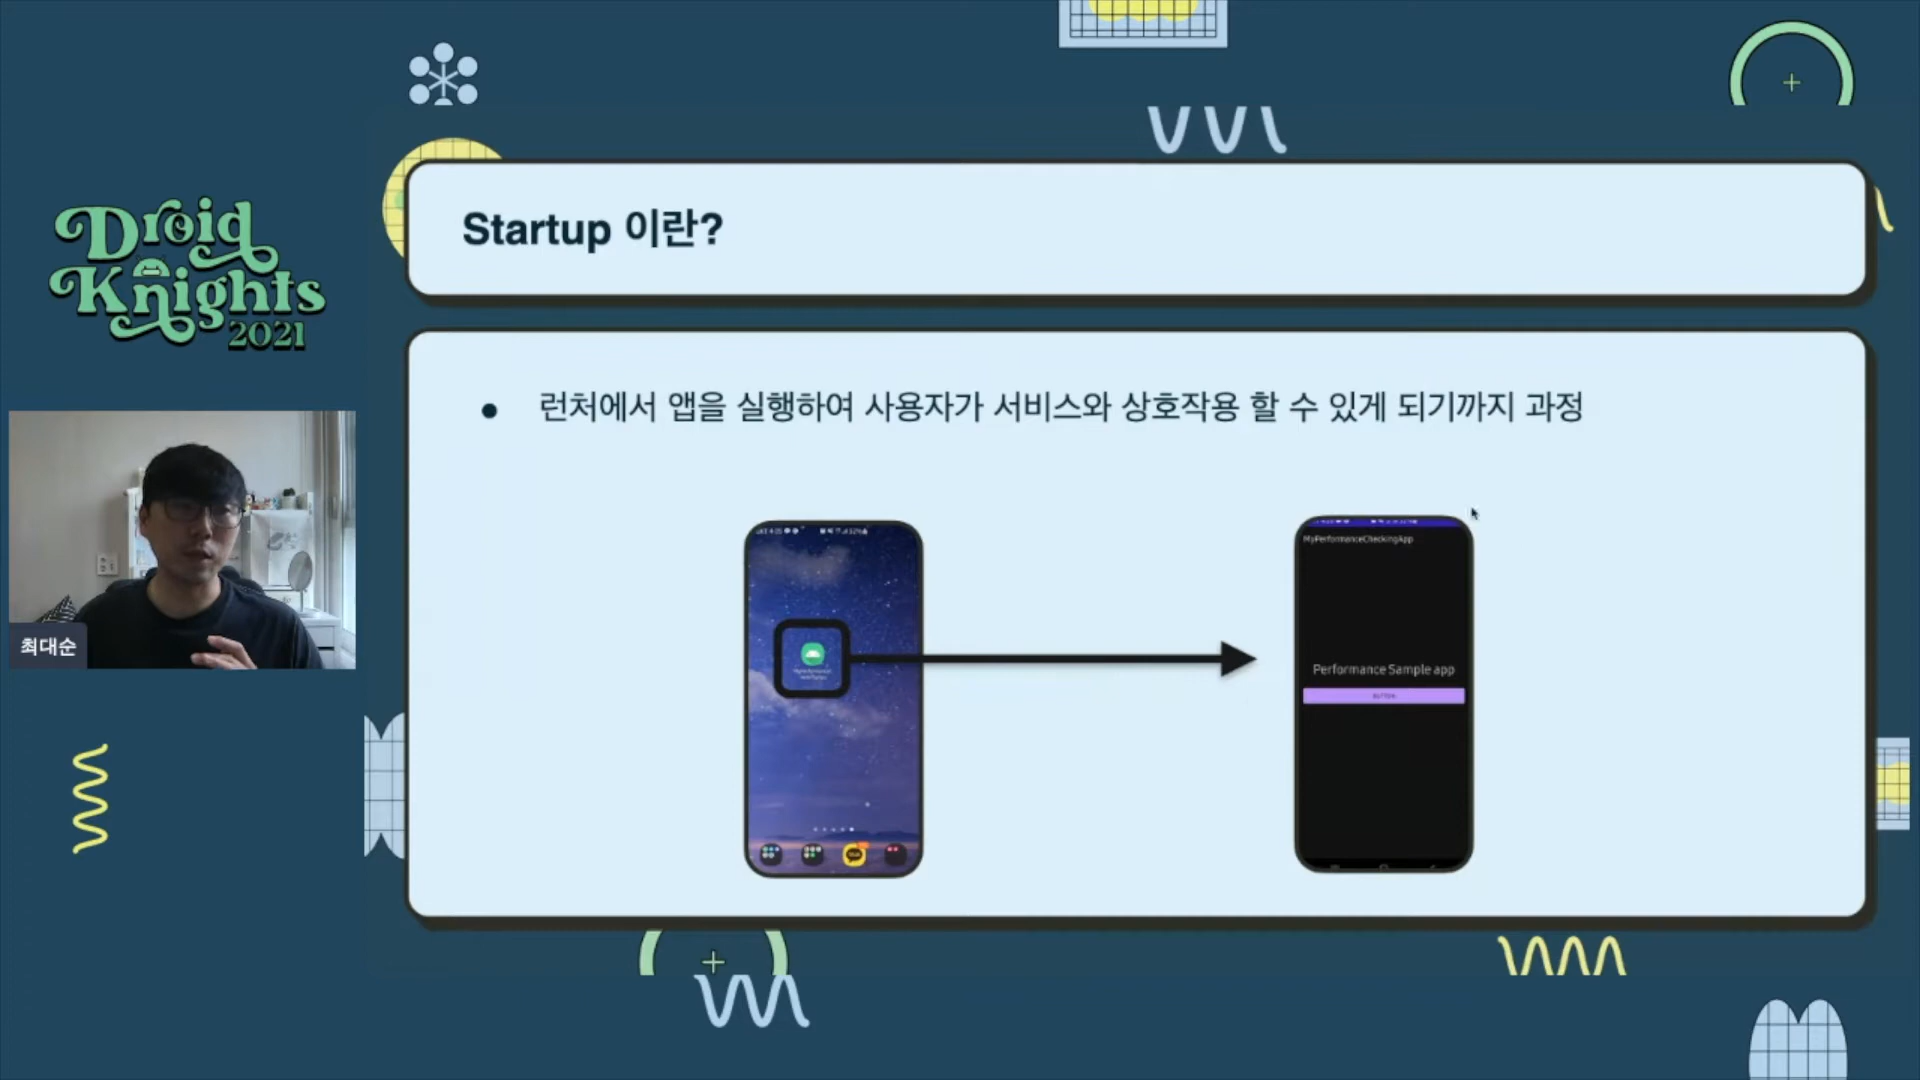 Droid
Knights
2021
Startup 이란?
런처에서 앱을 실행하여 사용자가 서비스와 상호작용 할 수 있게 되기까지 과정
MyPerformanceCheckingApp
Performance Sample app
BUTTON
최대순